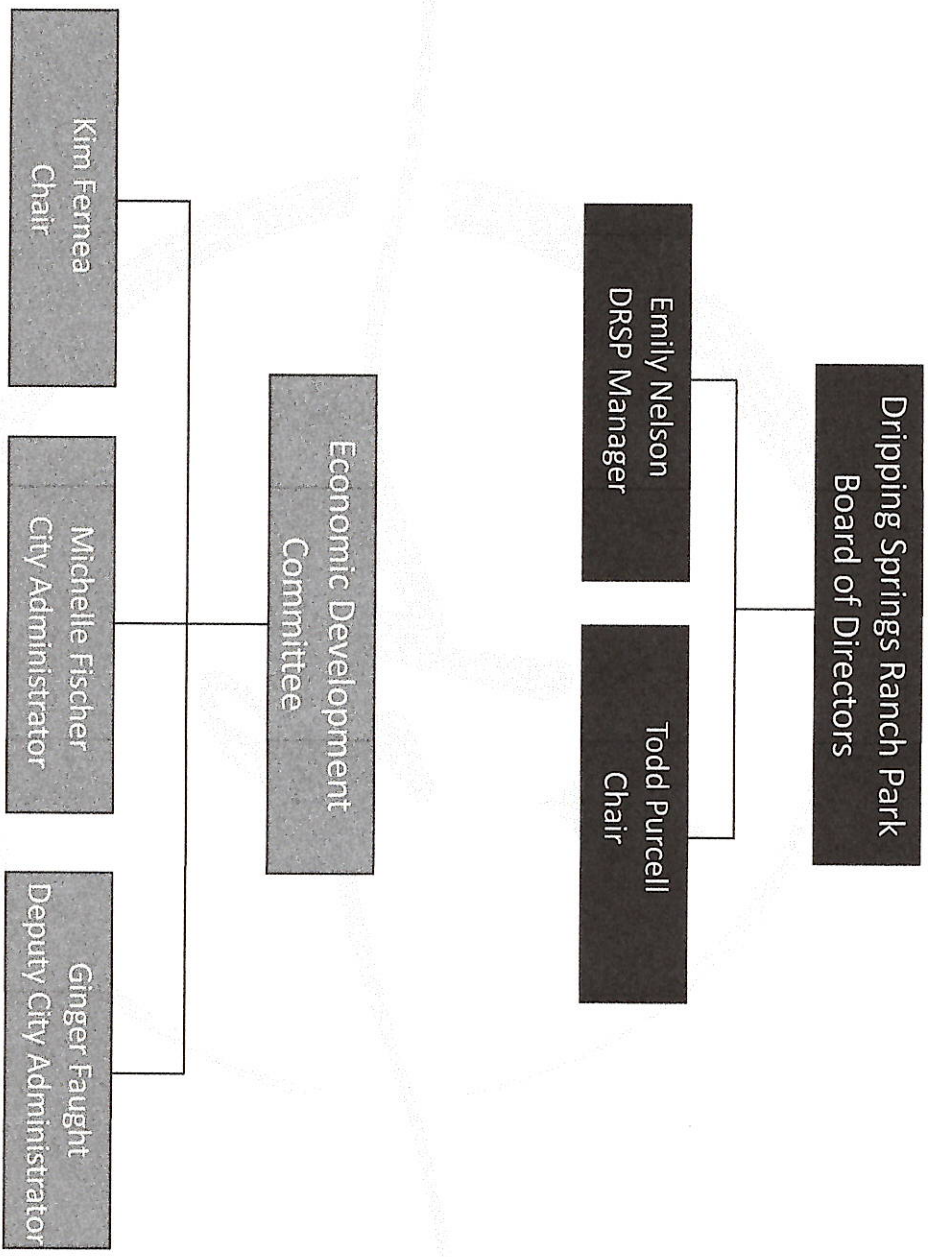 Dripping Springs Ranch Park
Board of Directors
Emily Nelson
DRSP Manager
Todd Purcell
Chair
Economic Development
Committee
Kim Fernea
Chair
Michelle Fischer
City Administrator
Ginger Faught
Deputy City Administrator